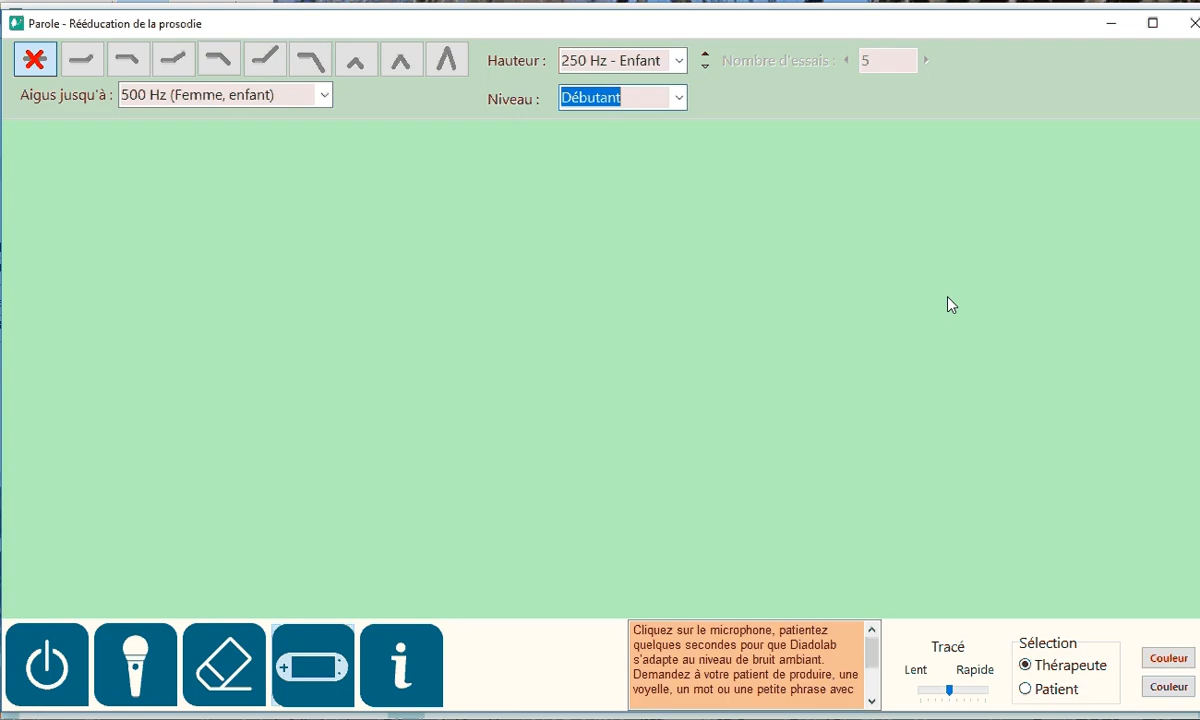 Parole - Rééducation de la prosodie
Hauteur : 250 Hz - Enfant Nombre d'essais : 5
Aigus jusqu'à : 500 Hz (Femme, enfant)
Niveau : Débutant
Cliquez sur le microphone, patientez
quelques secondes pour que Diadolab
s'adapte au niveau de bruit ambiant.
Demandez à votre patient de produire, une
voyelle, un mot ou une petite phrase avec
Tracé
Lent Rapide
Sélection
Thérapeute
Patient
Couleur
Couleur